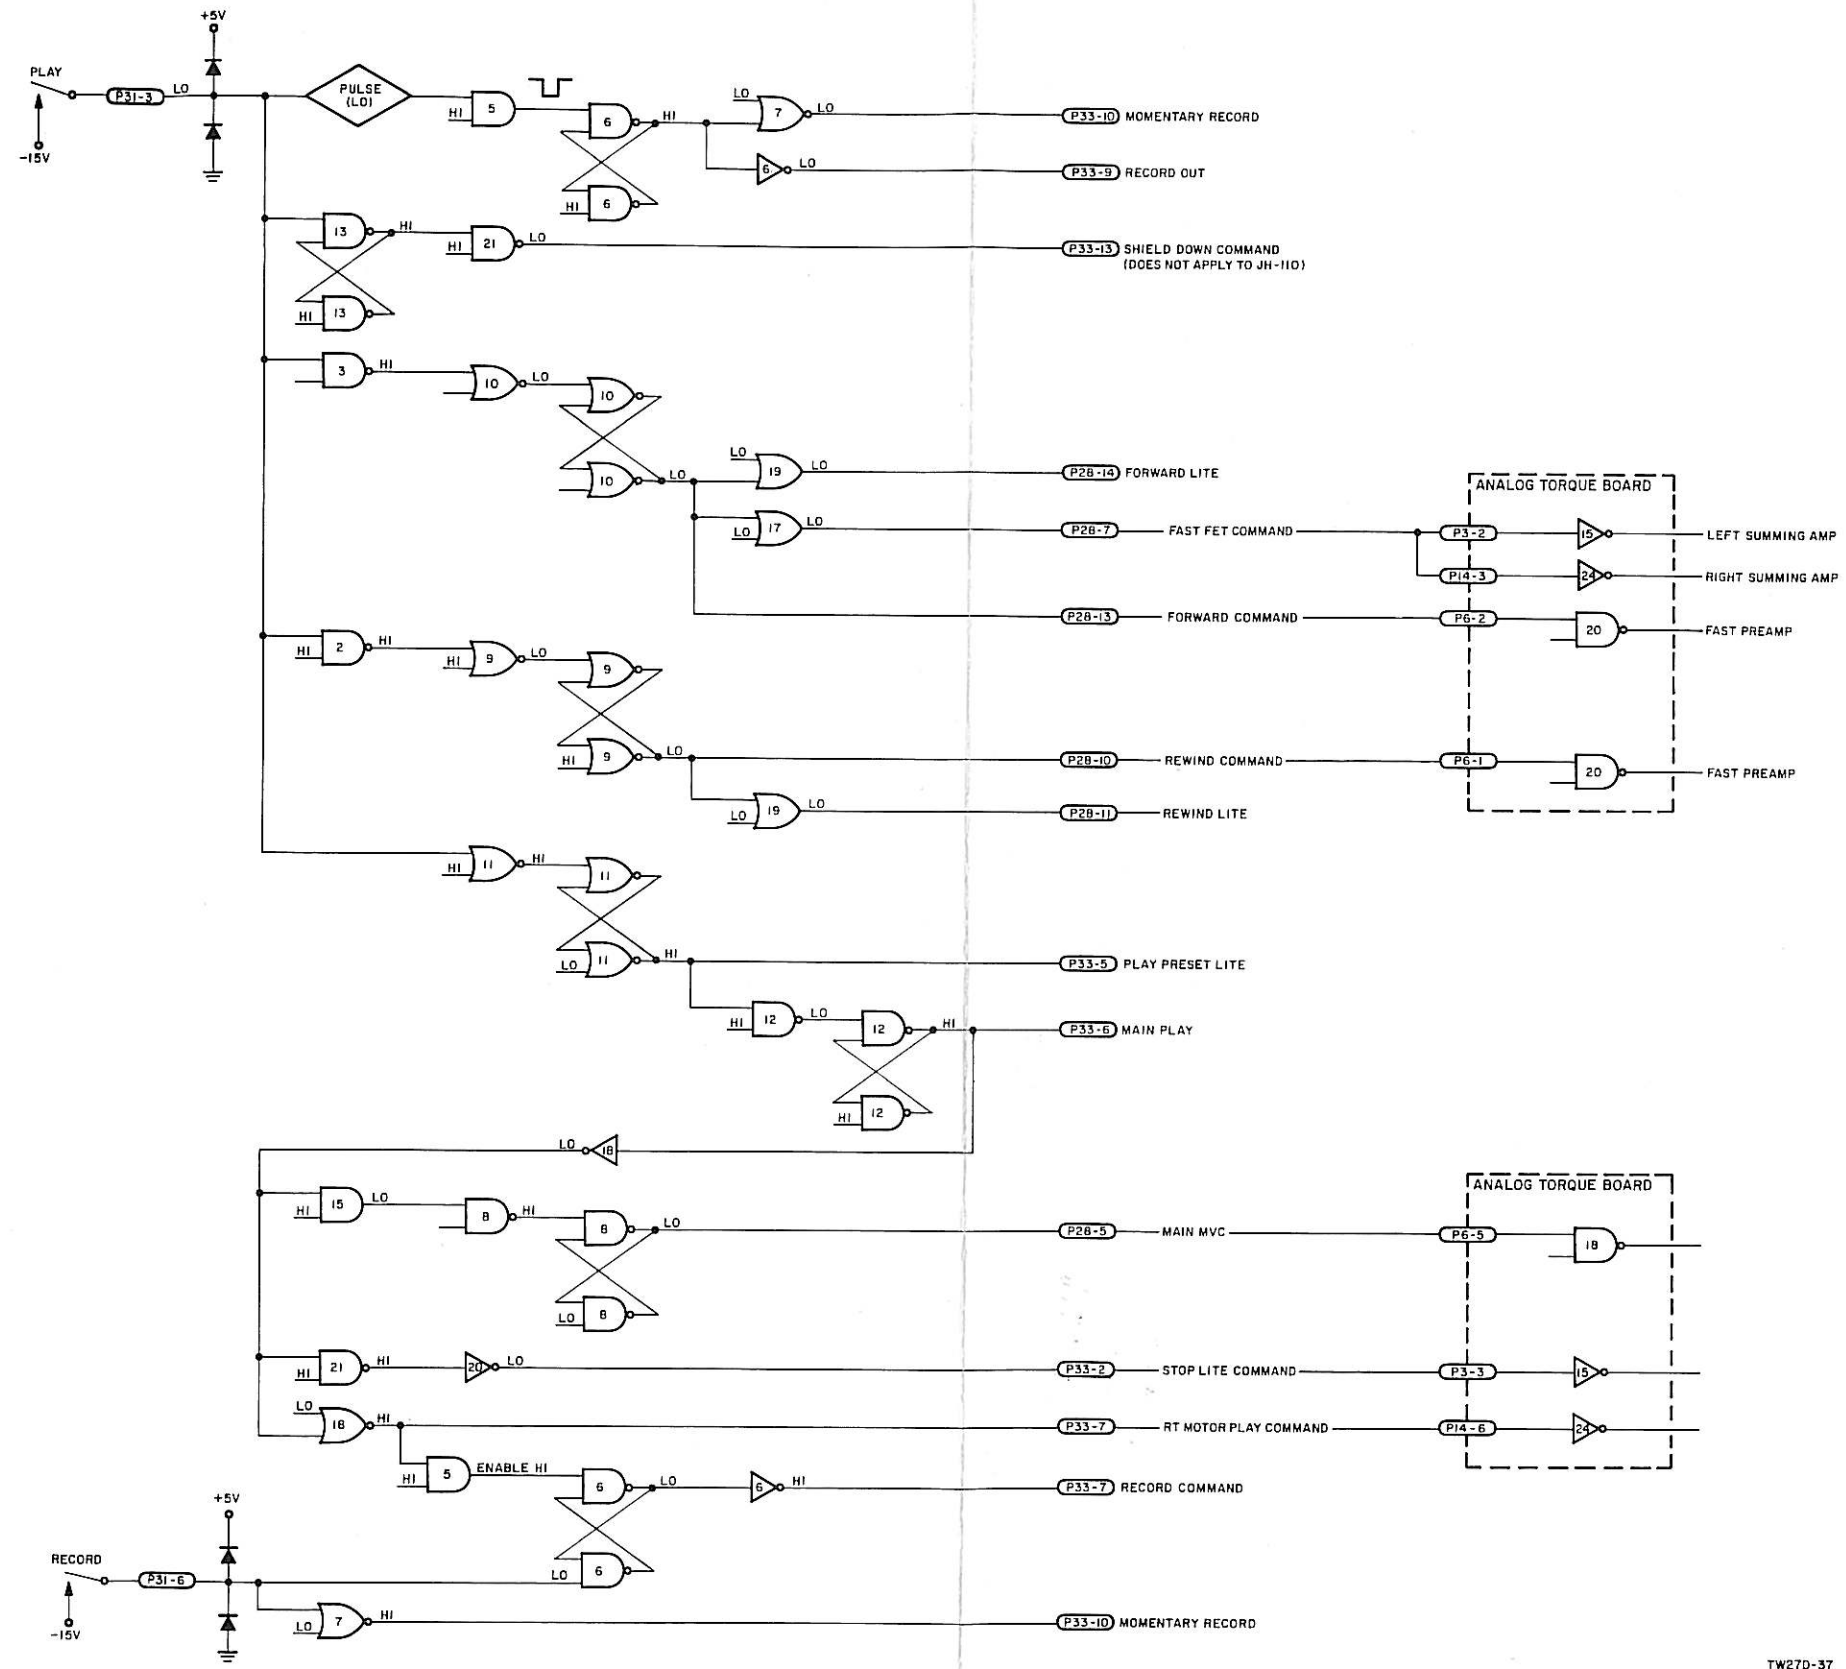 +5V
PLAY
P31-3
LO
-15V
PULSE
(LO)
HI
5
6
HI
HI
6
LO
7
LO
P33-10 MOMENTARY RECORD
6
LO
P33-9 RECORD OUT
13
HI
HI
13
HI
21
LO
P33-13 SHIELD DOWN COMMAND
(DOES NOT APPLY TO JH-110)
3
HI
10
LO
10
10
LO
LO
19
LO
P28-14 FORWARD LITE
LO
17
LO
P28-7 FAST FET COMMAND
P28-13 FORWARD COMMAND
ANALOG TORQUE BOARD
P3-2
15
LEFT SUMMING AMP
P14-3
24
RIGHT SUMMING AMP
P6-2
20
FAST PREAMP
HI
2
HI
HI
9
LO
9
HI
9
LO
P28-10 REWIND COMMAND
P6-1
20
FAST PREAMP
LO
19
LO
P28-11 REWIND LITE
HI
11
HI
11
LO
11
HI
P33-5 PLAY PRESET LITE
HI
12
LO
12
HI
P33-6 MAIN PLAY
HI
12
LO
18
HI
15
LO
8
HI
8
LO
LO
8
P28-5 MAIN MVC
ANALOG TORQUE BOARD
P6-5
18
HI
21
HI
20
LO
P33-2 STOP LITE COMMAND
P3-3
15
LO
18
HI
P33-7 RT MOTOR PLAY COMMAND
P14-6
24
HI
5
ENABLE HI
6
LO
6
HI
P33-7 RECORD COMMAND
+5V
RECORD
P31-6
-15V
LO
6
LO
7
HI
P33-10 MOMENTARY RECORD
TW27D-37